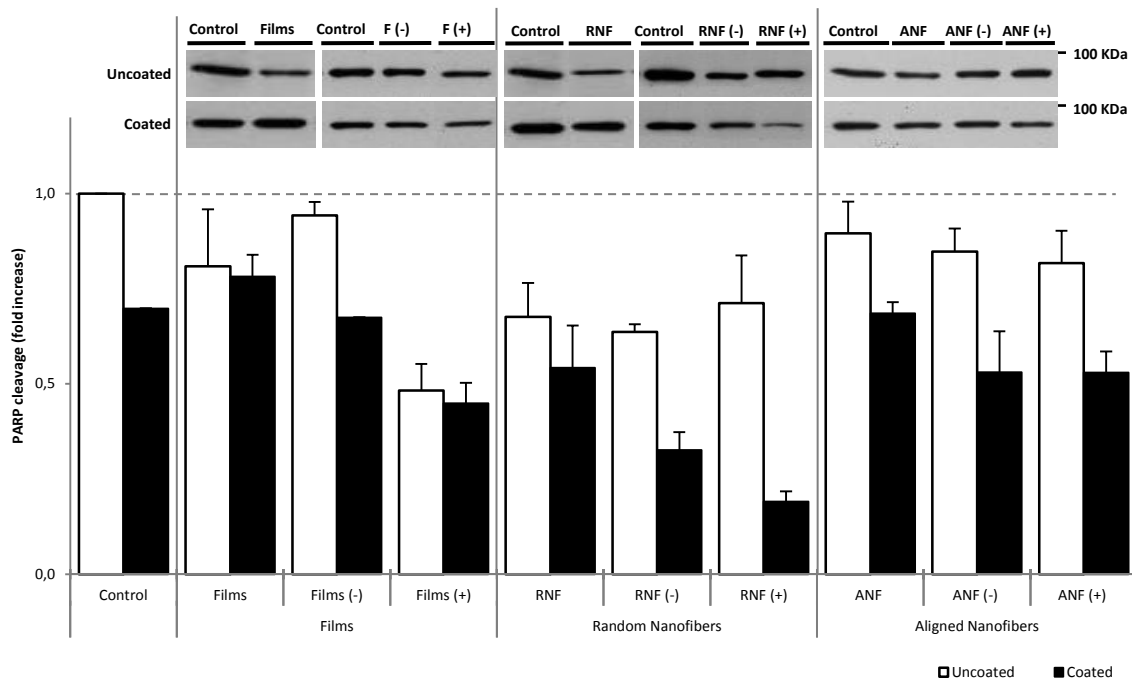 Control Films Control F (-) F (+) Control RNF Control RNF (-) RNF (+) Control ANF ANF (-) ANF (+)
100 KDa
Uncoated
100 KDa
Coated
PARP cleavage (fold increase)
1,0
0,5
0,0
Control Films Films (-) Films (+) RNF RNF (-) RNF (+) ANF ANF (-) ANF (+)
Films Random Nanofibers Aligned Nanofibers
Uncoated Coated